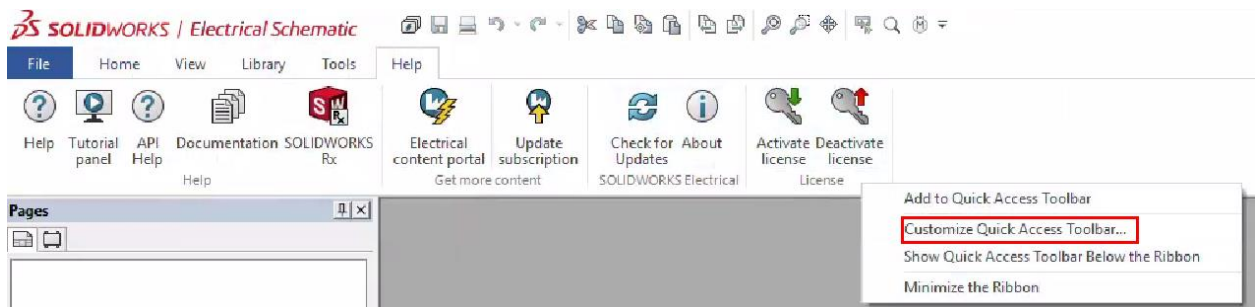 SOLIDWORKS | Electrical Schematic
File Home View Library Tools Help
Help Tutorial panel API Help Documentation SOLIDWORKS Rx Electrical content portal Update subscription Check for Updates About Activate license Deactivate license
Help Get more content SOLIDWORKS Electrical License
Pages
Add to Quick Access Toolbar
Customize Quick Access Toolbar...
Show Quick Access Toolbar Below the Ribbon
Minimize the Ribbon